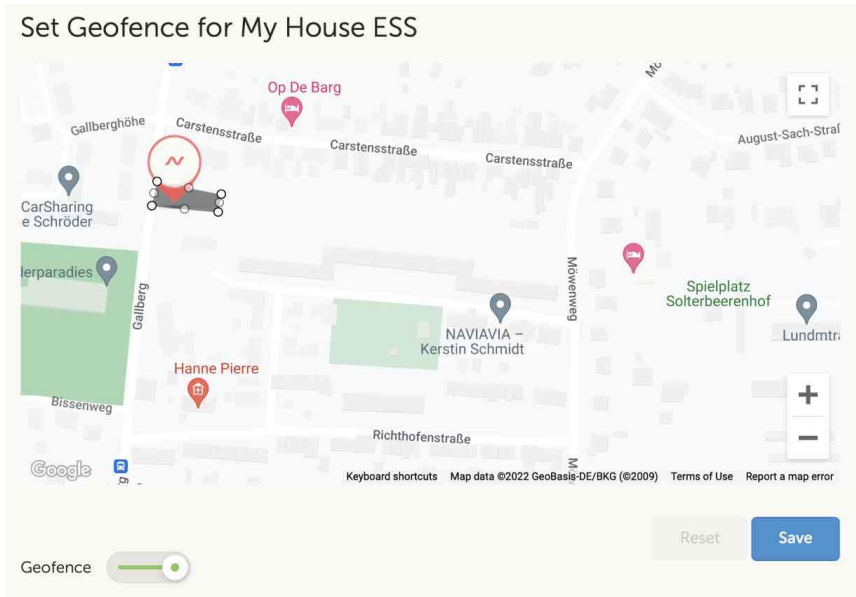 Set Geofence for My House ESS
Op De Barg
Gallberghöhe
Carstensstraße
Carstensstraße
Carstensstraße
August-Sach-Straß
CarSharing
e Schröder
lerparadies
Gallberg
Möwenweg
Spielplatz
Solterbeerenhof
NAVIAVIA –
Kerstin Schmidt
Lundmtra
Hanne Pierre
Bissenweg
Richthofenstraße
Google
Keyboard shortcuts Map data ©2022 GeoBasis-DE/BKG (©2009) Terms of Use Report a map error
Reset
Save
Geofence